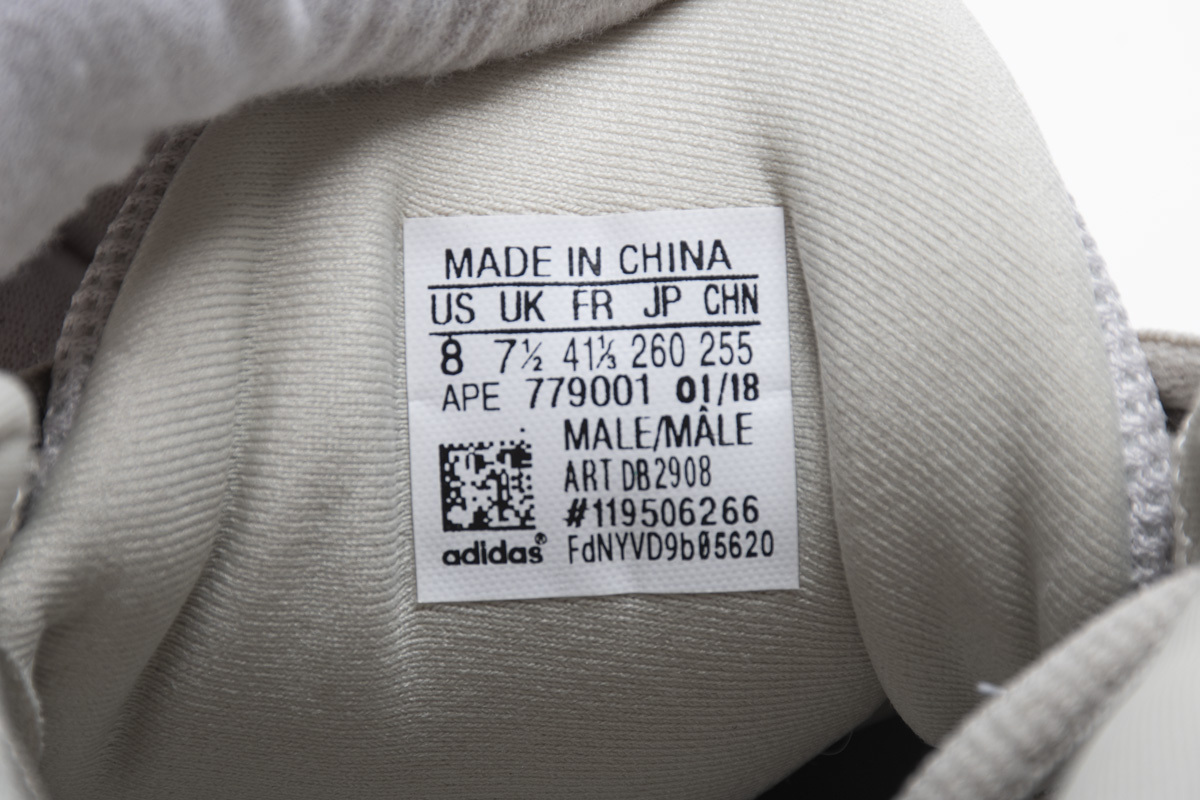 MADE IN CHINA
US UK FR JP CHN
8 7½ 41⅓ 260 255
APE 779001 01/18
MALE/MÂLE
ART DB2908
#119506266
adidas® FdNYVD9b05620